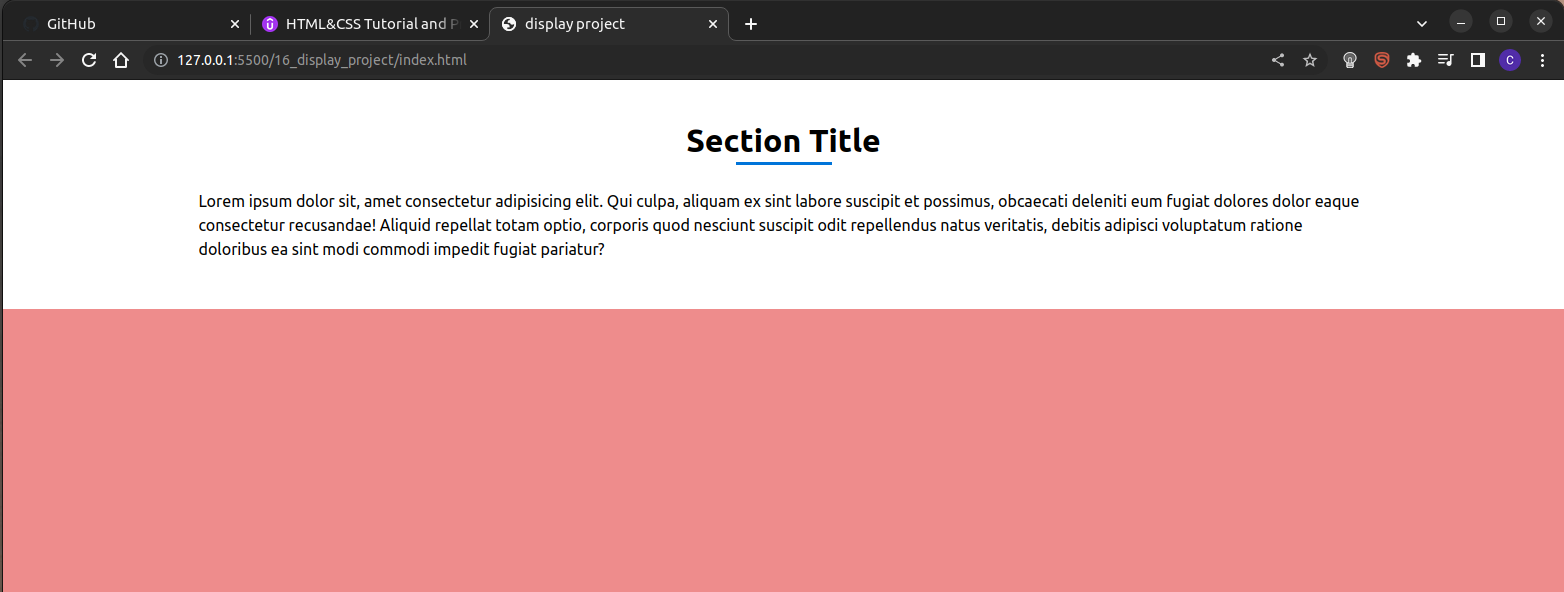 GitHub
HTML&CSS Tutorial and P
display project
127.0.0.1:5500/16_display_project/index.html
C
Section Title
Lorem ipsum dolor sit, amet consectetur adipisicing elit. Qui culpa, aliquam ex sint labore suscipit et possimus, obcaecati deleniti eum fugiat dolores dolor eaque
consectetur recusandae! Aliquid repellat totam optio, corporis quod nesciunt suscipit odit repellendus natus veritatis, debitis adipisci voluptatum ratione
doloribus ea sint modi commodi impedit fugiat pariatur?